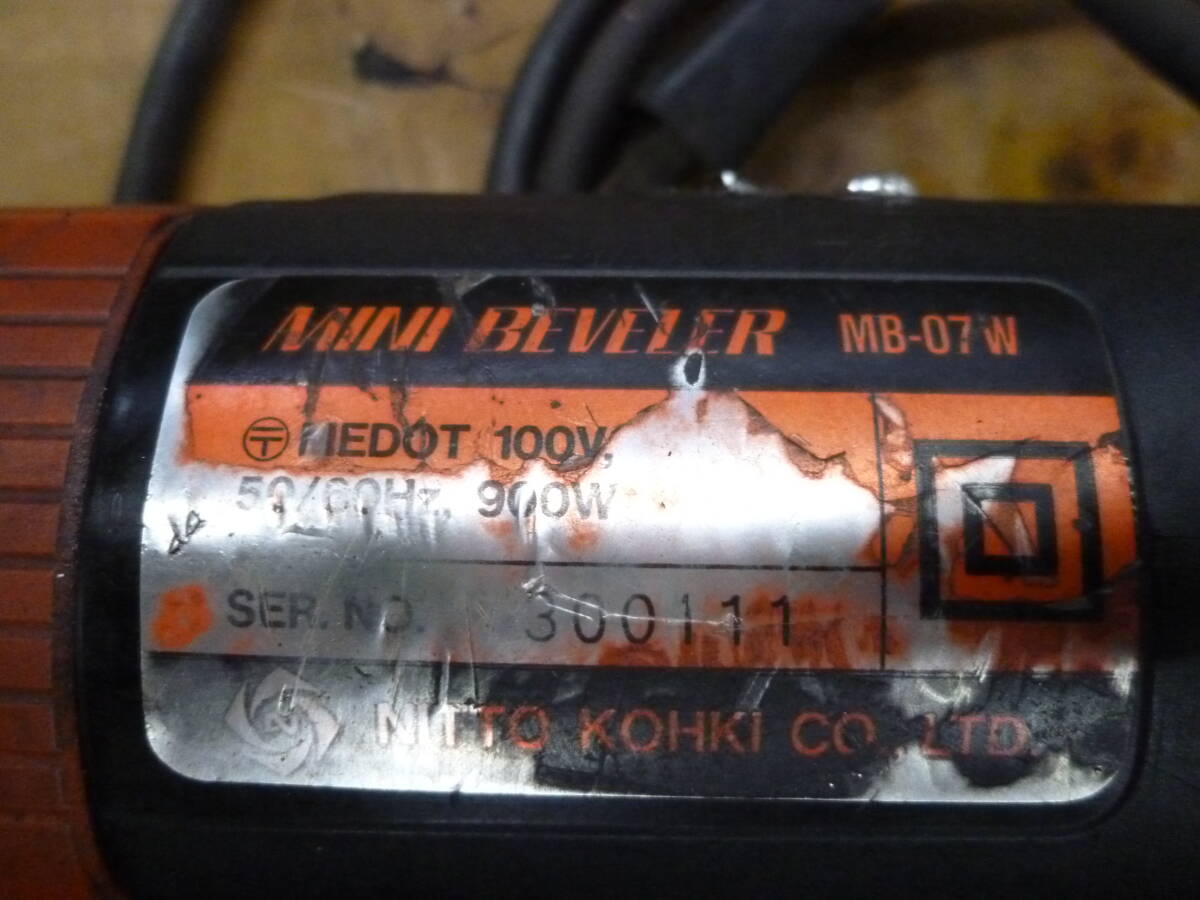 MINI BEVELER MB-07W
〒 MEDOT 100V,
50/60Hz, 900W
SER. NO. 300111
NITTO KOHKI CO., LTD.